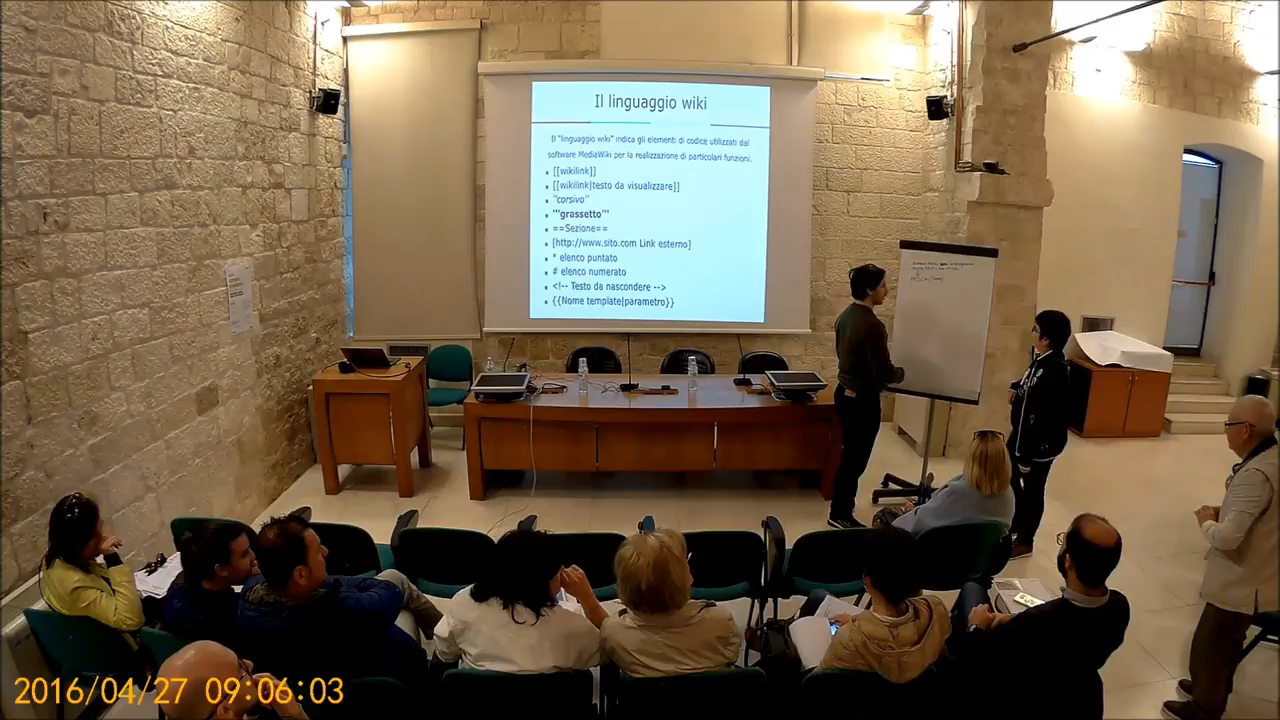 Il linguaggio wiki
Il "linguaggio wiki" indica gli elementi di codice utilizzati dal
software MediaWiki per la realizzazione di particolari funzioni.
• [[wikilink]]
• [[wikilink|testo da visualizzare]]
• ''corsivo''
• '''grassetto'''
• ==Sezione==
• [http://www.sito.com Link esterno]
• * elenco puntato
• # elenco numerato
• <!-- Testo da nascondere -->
• {{Nome template|parametro}}
2016/04/27 09:06:03